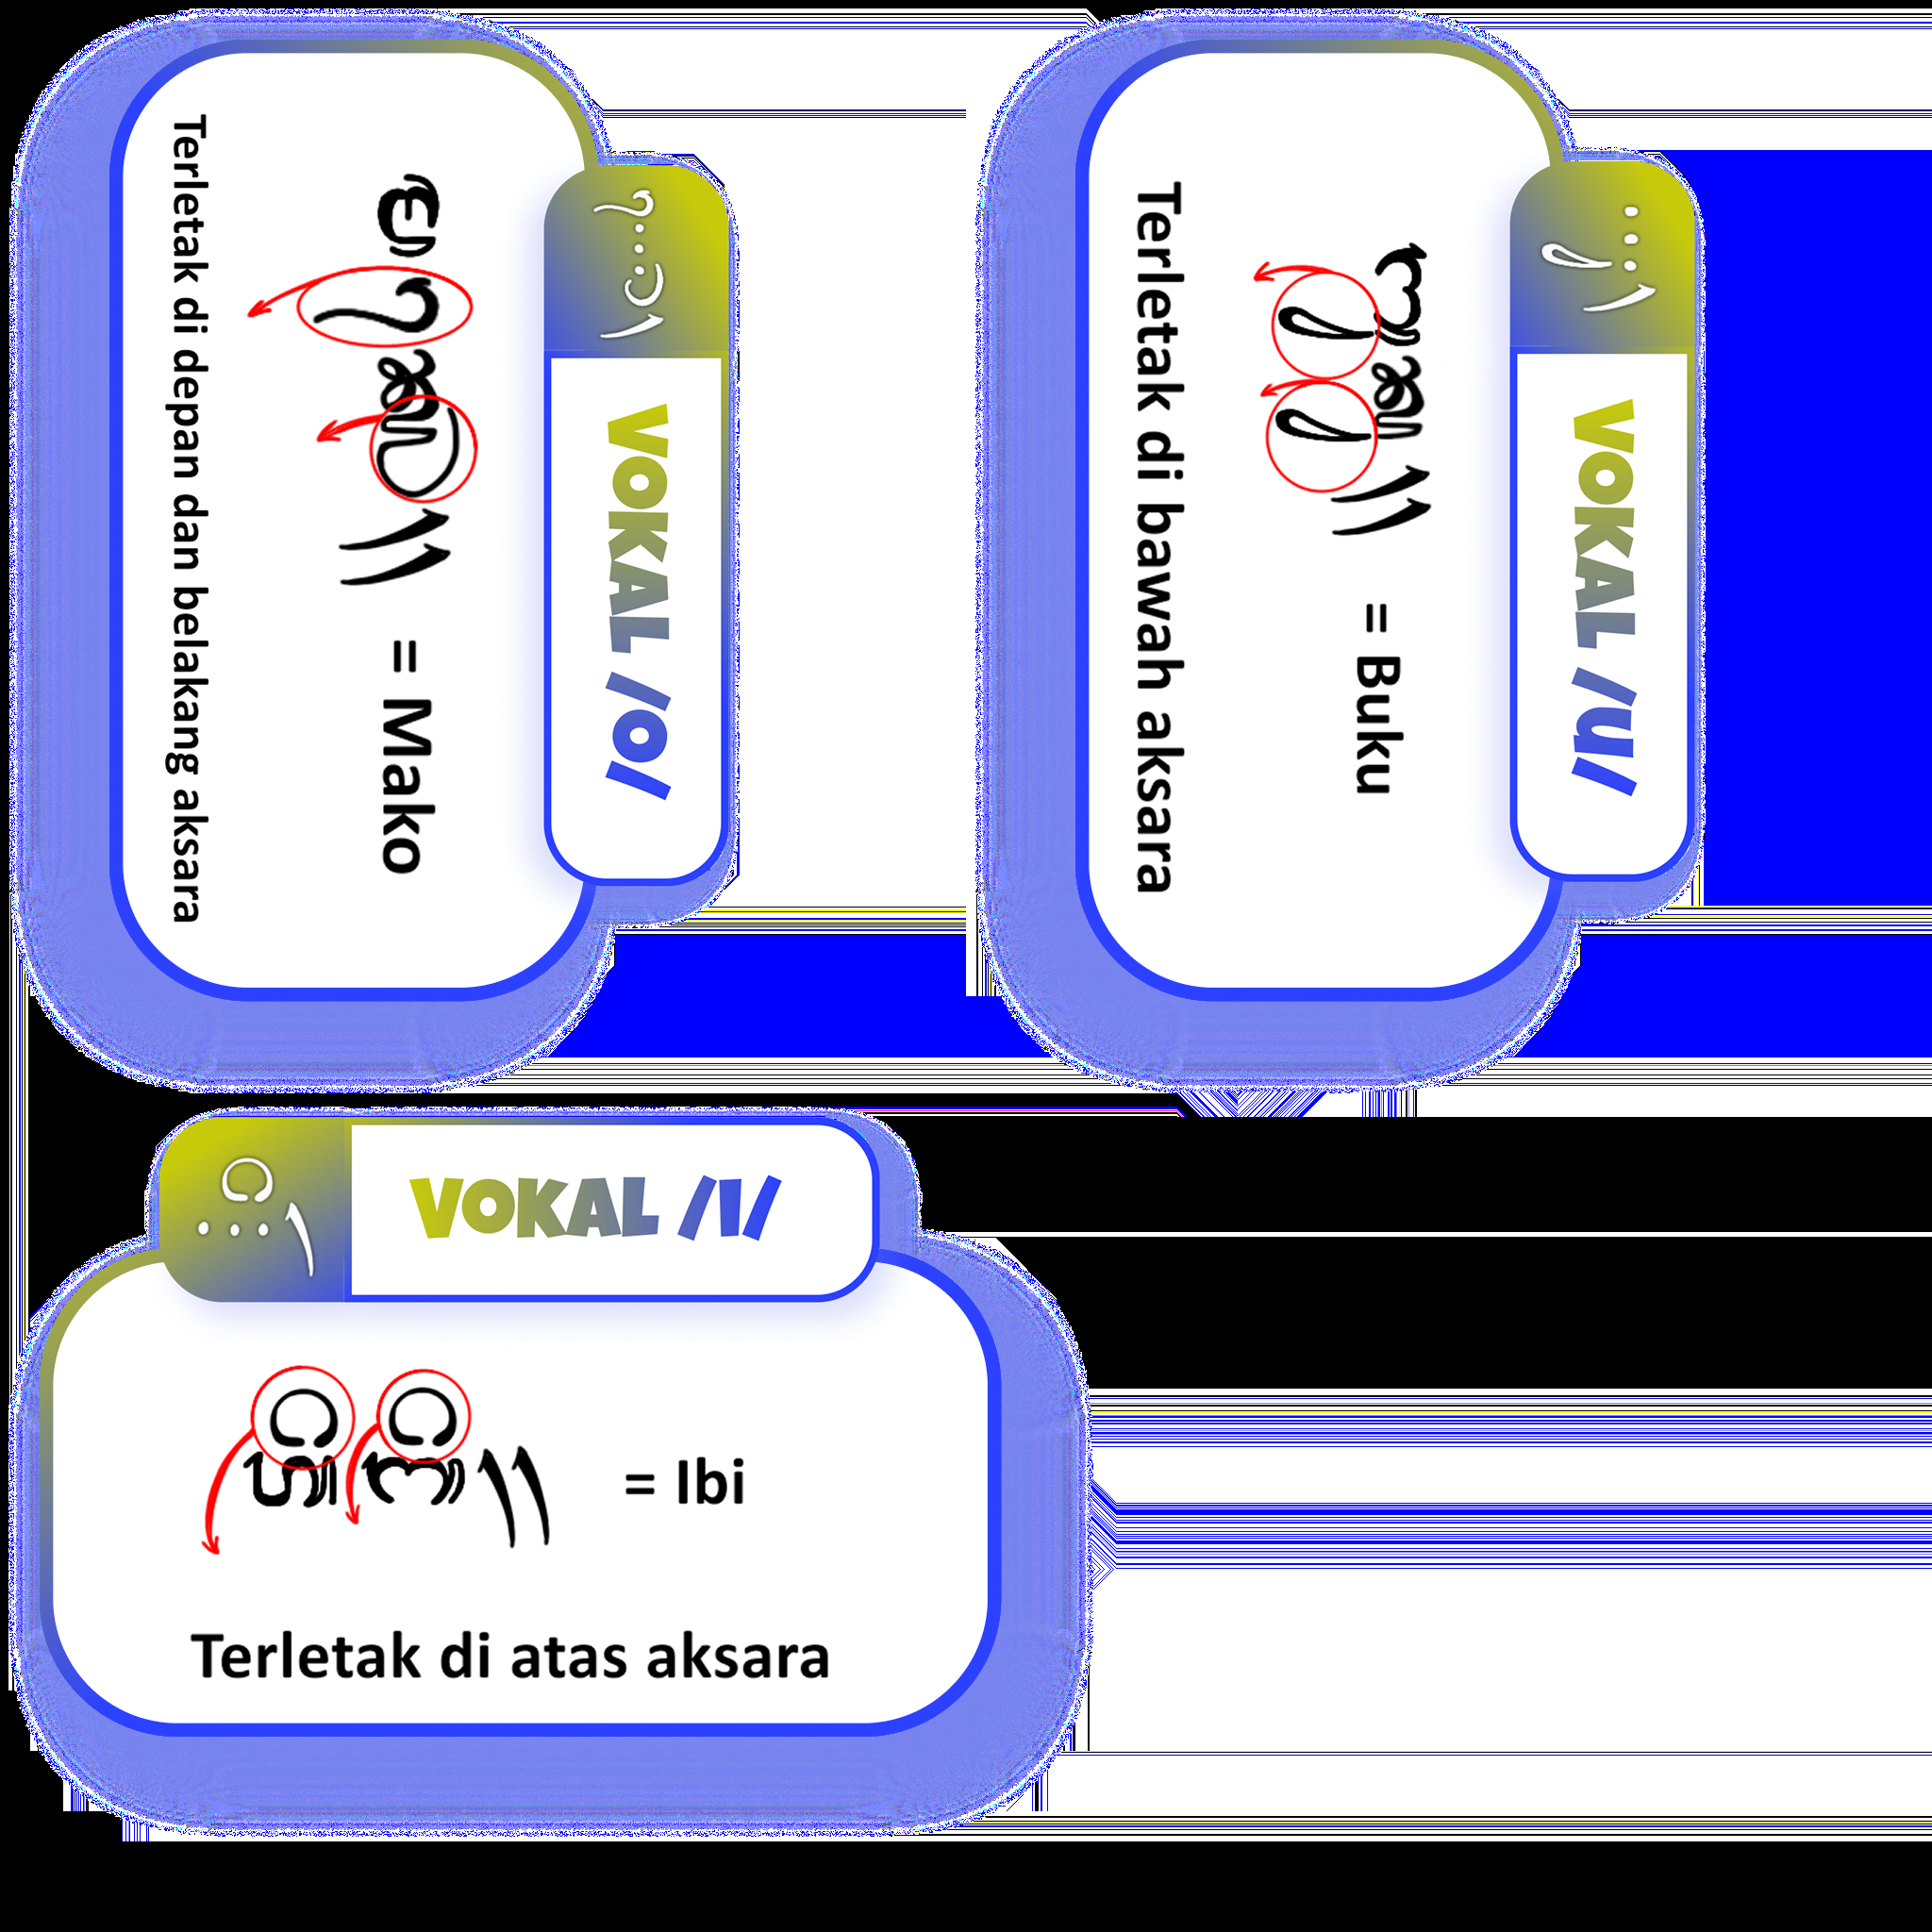 VOKAL /o/
ᬫᬓᭀ᭟ = Mako
Terletak di depan dan belakang aksara
VOKAL /u/
ᬩᬸᬓᬸ᭟ = Buku
Terletak di bawah aksara
VOKAL /I/
ᬳᬶᬩᬶ᭟ = Ibi
Terletak di atas aksara